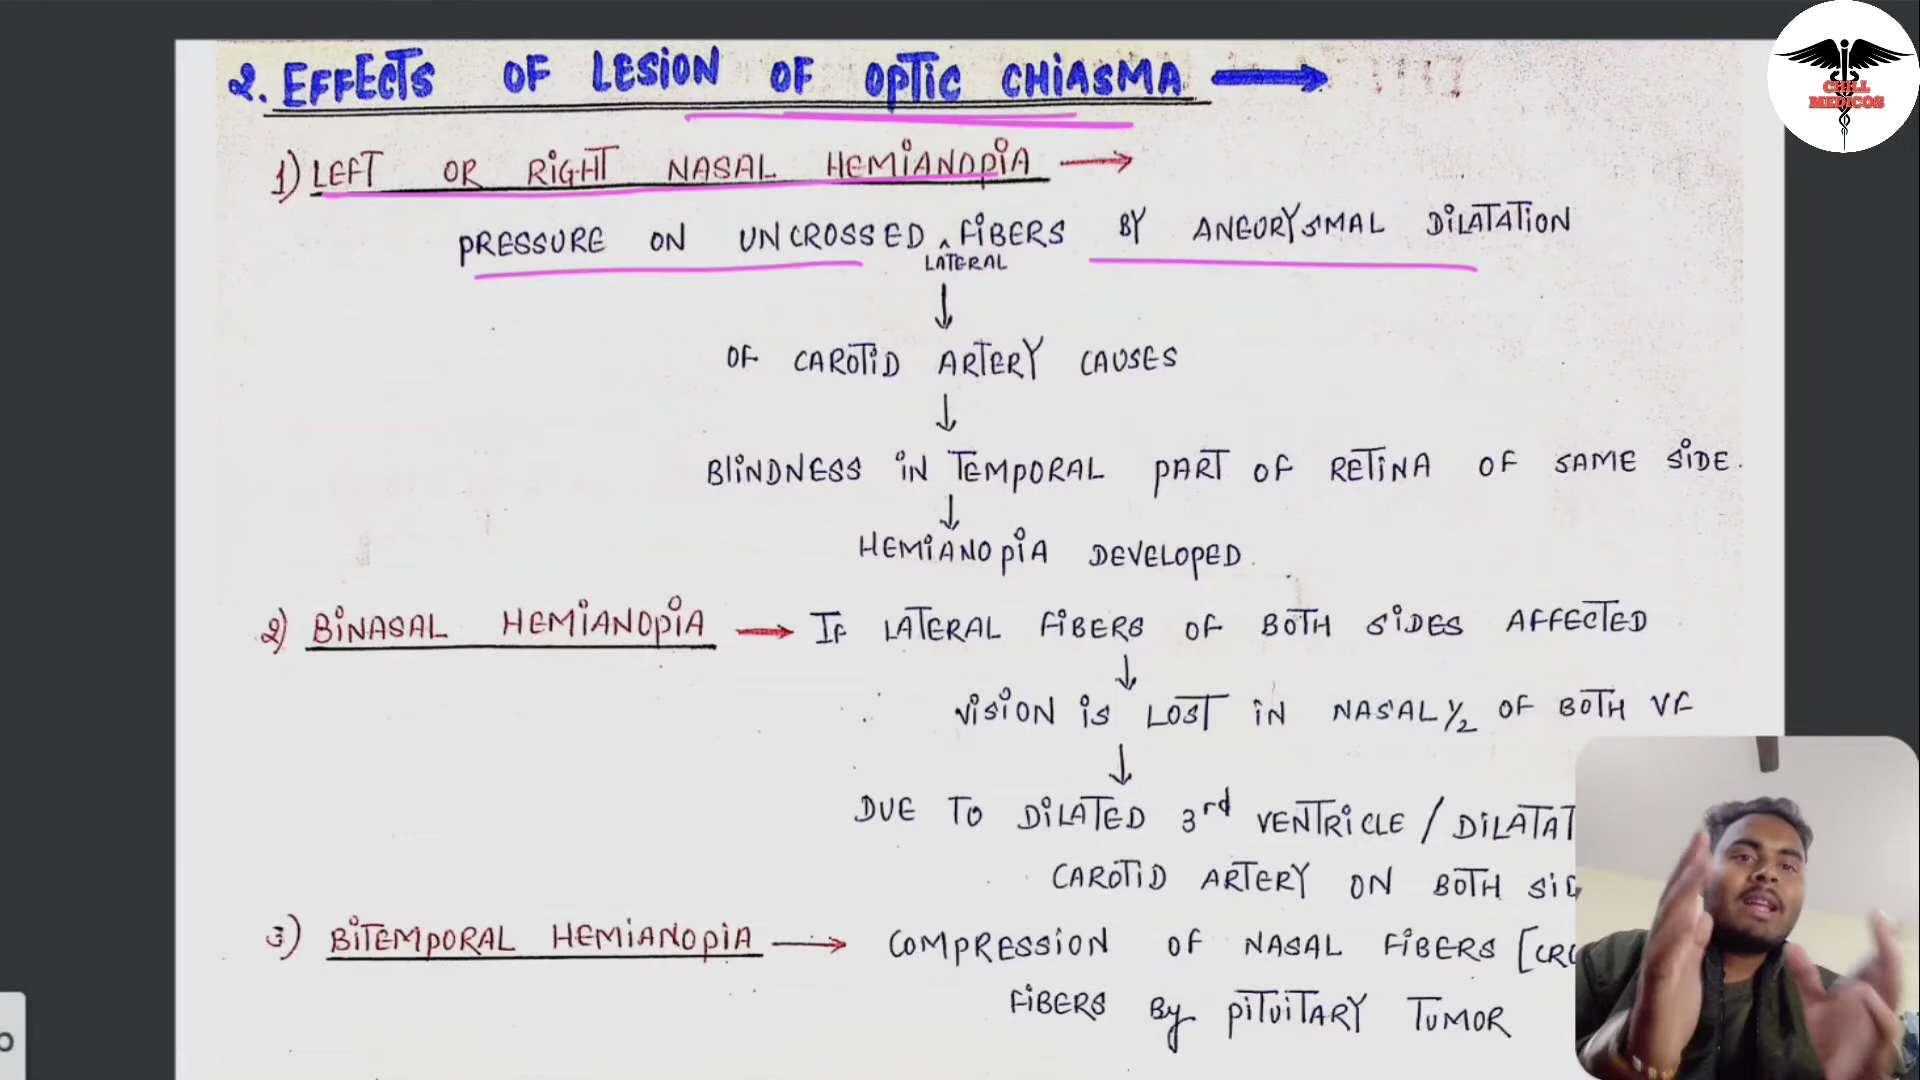 CHILL
MEDICOS
2. EFFECTS OF LESION OF OPTIC CHIASMA →
1) LEFT OR RIGHT NASAL HEMIANOPIA →
PRESSURE ON UNCROSSED ^ FIBERS BY ANEURYSMAL DILATATION
LATERAL
↓
OF CAROTID ARTERY CAUSES
↓
BLINDNESS IN TEMPORAL PART OF RETINA OF SAME SIDE.
↓
HEMIANOPIA DEVELOPED.
2) BINASAL HEMIANOPIA → IF LATERAL FIBERS OF BOTH SIDES AFFECTED
↓
VISION IS LOST IN NASAL 1/2 OF BOTH VF
↓
DUE TO DILATED 3rd VENTRICLE / DILATAT
CAROTID ARTERY ON BOTH SID
3) BITEMPORAL HEMIANOPIA → COMPRESSION OF NASAL FIBERS [CRO
FIBERS BY PITUITARY TUMOR